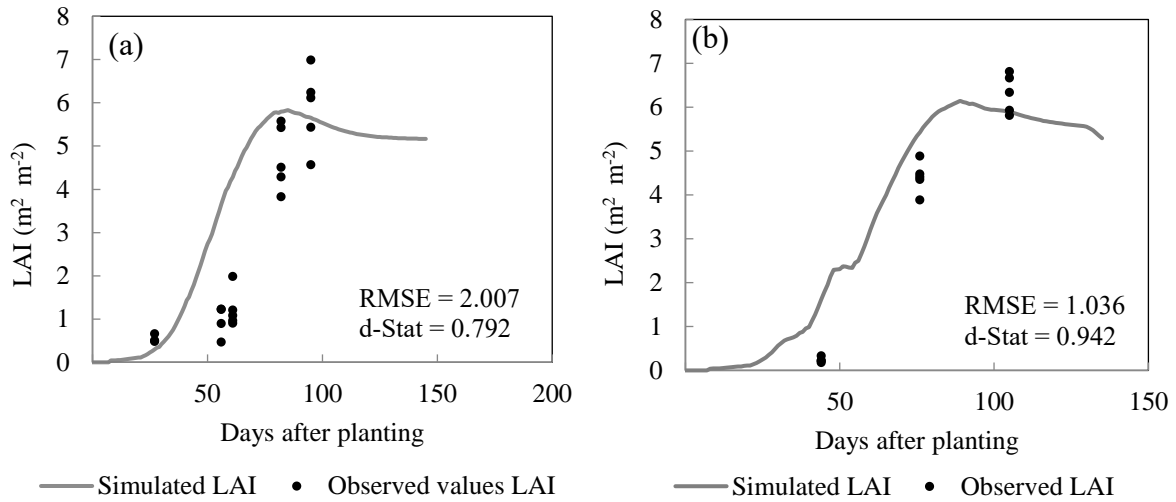 (a)
8
7
6
5
4
3
2
1
0
LAI (m² m⁻²)
RMSE = 2.007
d-Stat = 0.792
50 100 150 200
Days after planting
Simulated LAI Observed values LAI
(b)
8
7
6
5
4
3
2
1
0
LAI (m² m⁻²)
RMSE = 1.036
d-Stat = 0.942
50 100 150
Days after planting
Simulated LAI Observed LAI